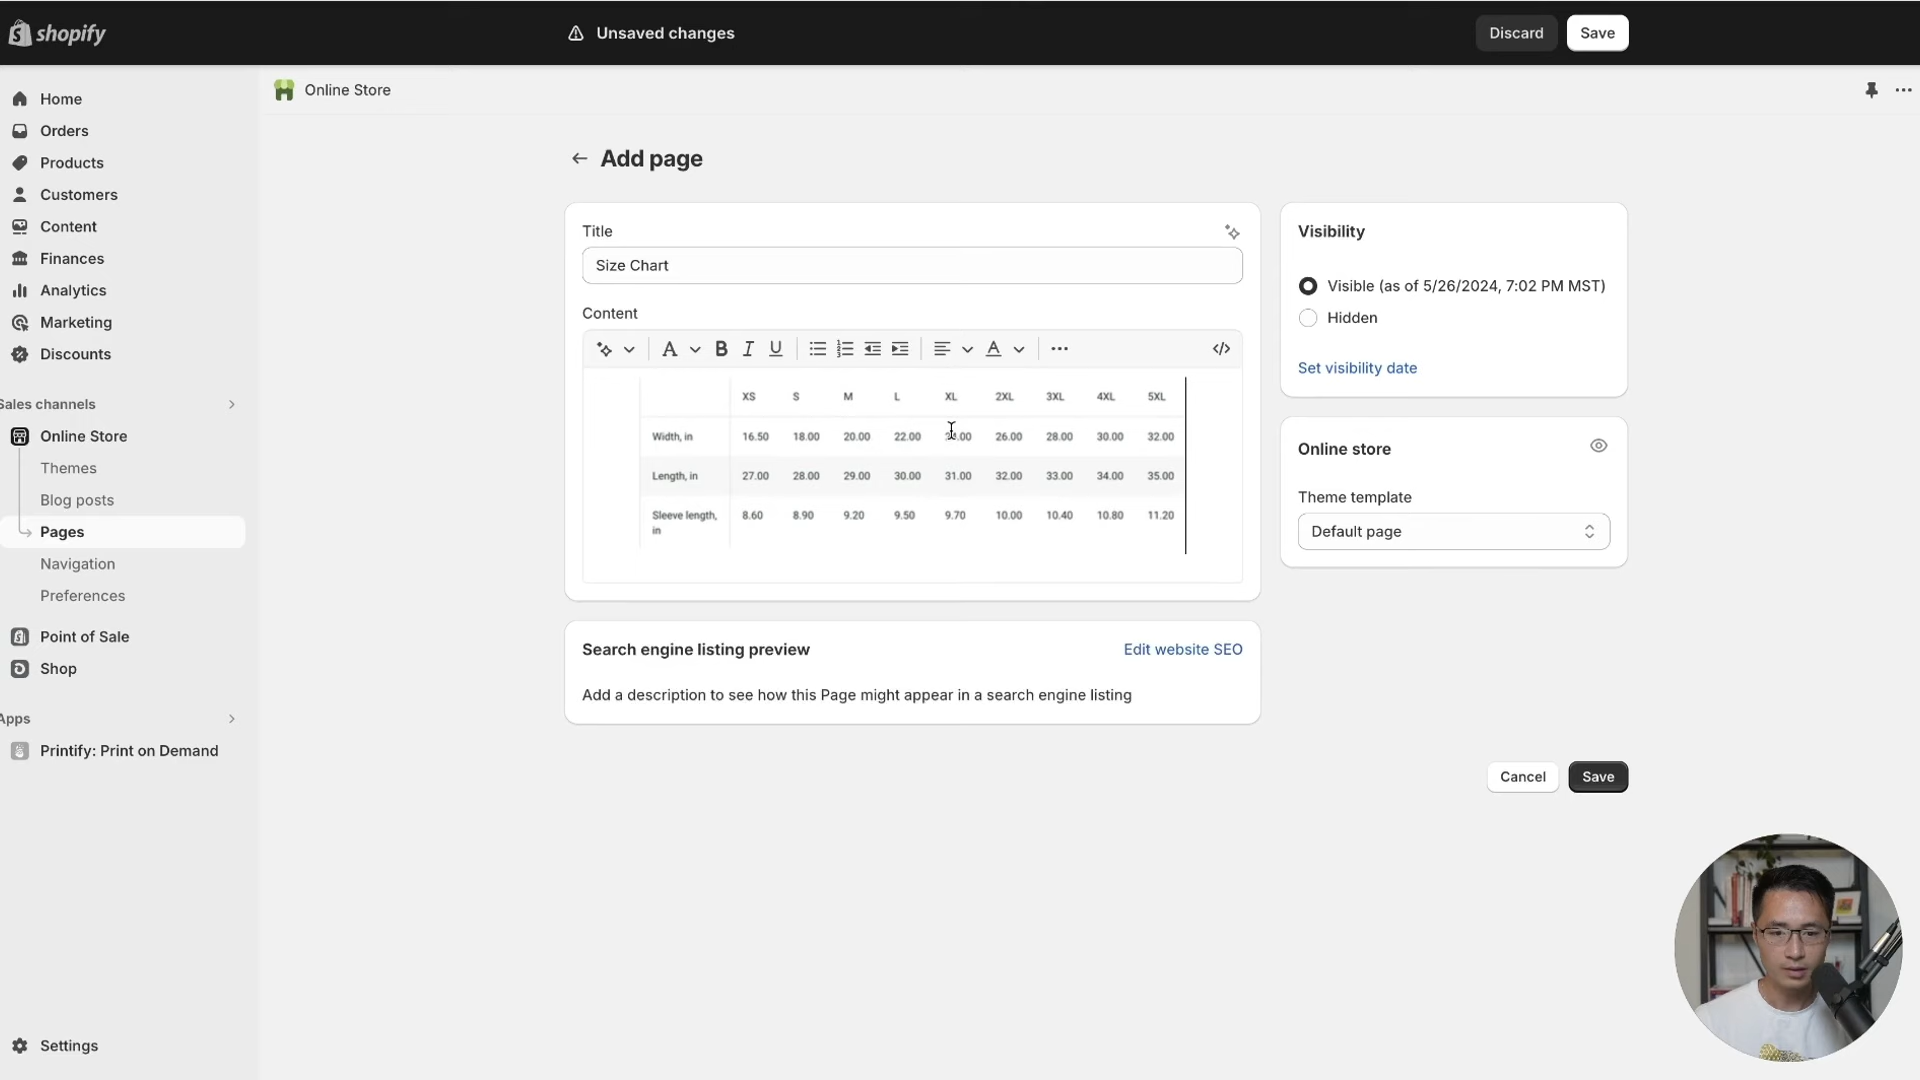 shopify
Unsaved changes
Discard
Save
Home
Orders
Products
Customers
Content
Finances
Analytics
Marketing
Discounts
Sales channels
Online Store
Themes
Blog posts
Pages
Navigation
Preferences
Point of Sale
Shop
Apps
Printify: Print on Demand
Settings
Online Store
Add page
Title
Size Chart
Content
A B I U A </>
XS S M L XL 2XL 3XL 4XL 5XL
Width, in 16.50 18.00 20.00 22.00 26.00 28.00 30.00 32.00
Length, in 27.00 28.00 29.00 30.00 31.00 32.00 33.00 34.00 35.00
Sleeve length, 8.60 8.90 9.20 9.50 9.70 10.00 10.40 10.80 11.20
in
Search engine listing preview
Edit website SEO
Add a description to see how this Page might appear in a search engine listing
Visibility
Visible (as of 5/26/2024, 7:02 PM MST)
Hidden
Set visibility date
Online store
Theme template
Default page
Cancel
Save